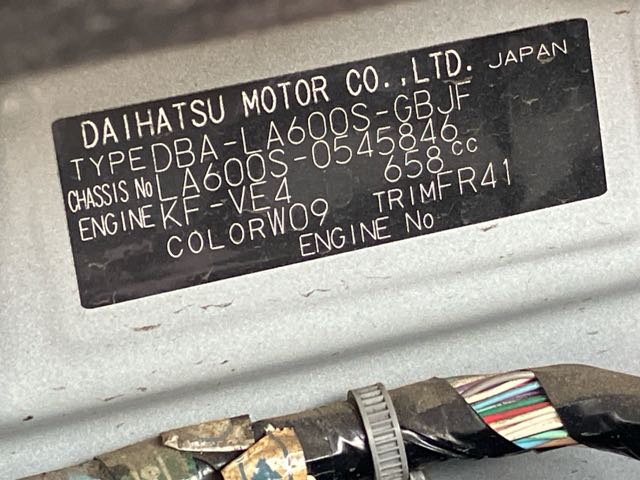 DAIHATSU MOTOR CO.,LTD. JAPAN
TYPE DBA-LA600S-GBJF
CHASSIS No LA600S-0545846
ENGINE KF-VE4 658cc
COLOR W09 TRIM FR41
ENGINE No